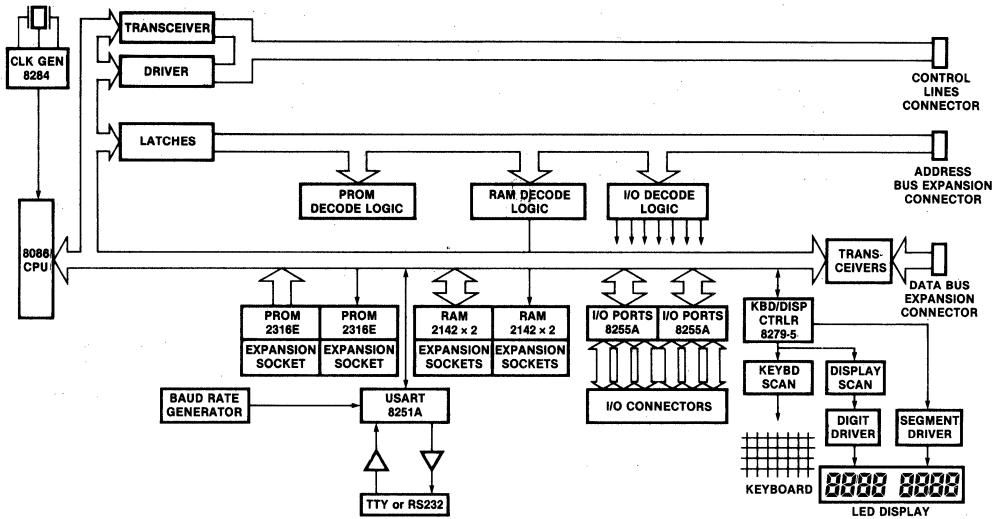 TRANSCEIVER
CLK GEN
8284
DRIVER
CONTROL
LINES
CONNECTOR
LATCHES
ADDRESS
BUS EXPANSION
CONNECTOR
PROM
DECODE LOGIC
RAM DECODE
LOGIC
I/O DECODE
LOGIC
8086
CPU
TRANS-
CEIVERS
DATA BUS
EXPANSION
CONNECTOR
PROM
2316E
EXPANSION
SOCKET
PROM
2316E
EXPANSION
SOCKET
RAM
2142 × 2
EXPANSION
SOCKETS
RAM
2142 × 2
EXPANSION
SOCKETS
I/O PORTS
8255A
I/O PORTS
8255A
KBD/DISP
CTRLR
8279-5
KEYBD
SCAN
DISPLAY
SCAN
BAUD RATE
GENERATOR
USART
8251A
I/O CONNECTORS
DIGIT
DRIVER
SEGMENT
DRIVER
KEYBOARD
8888 8888
LED DISPLAY
TTY or RS232